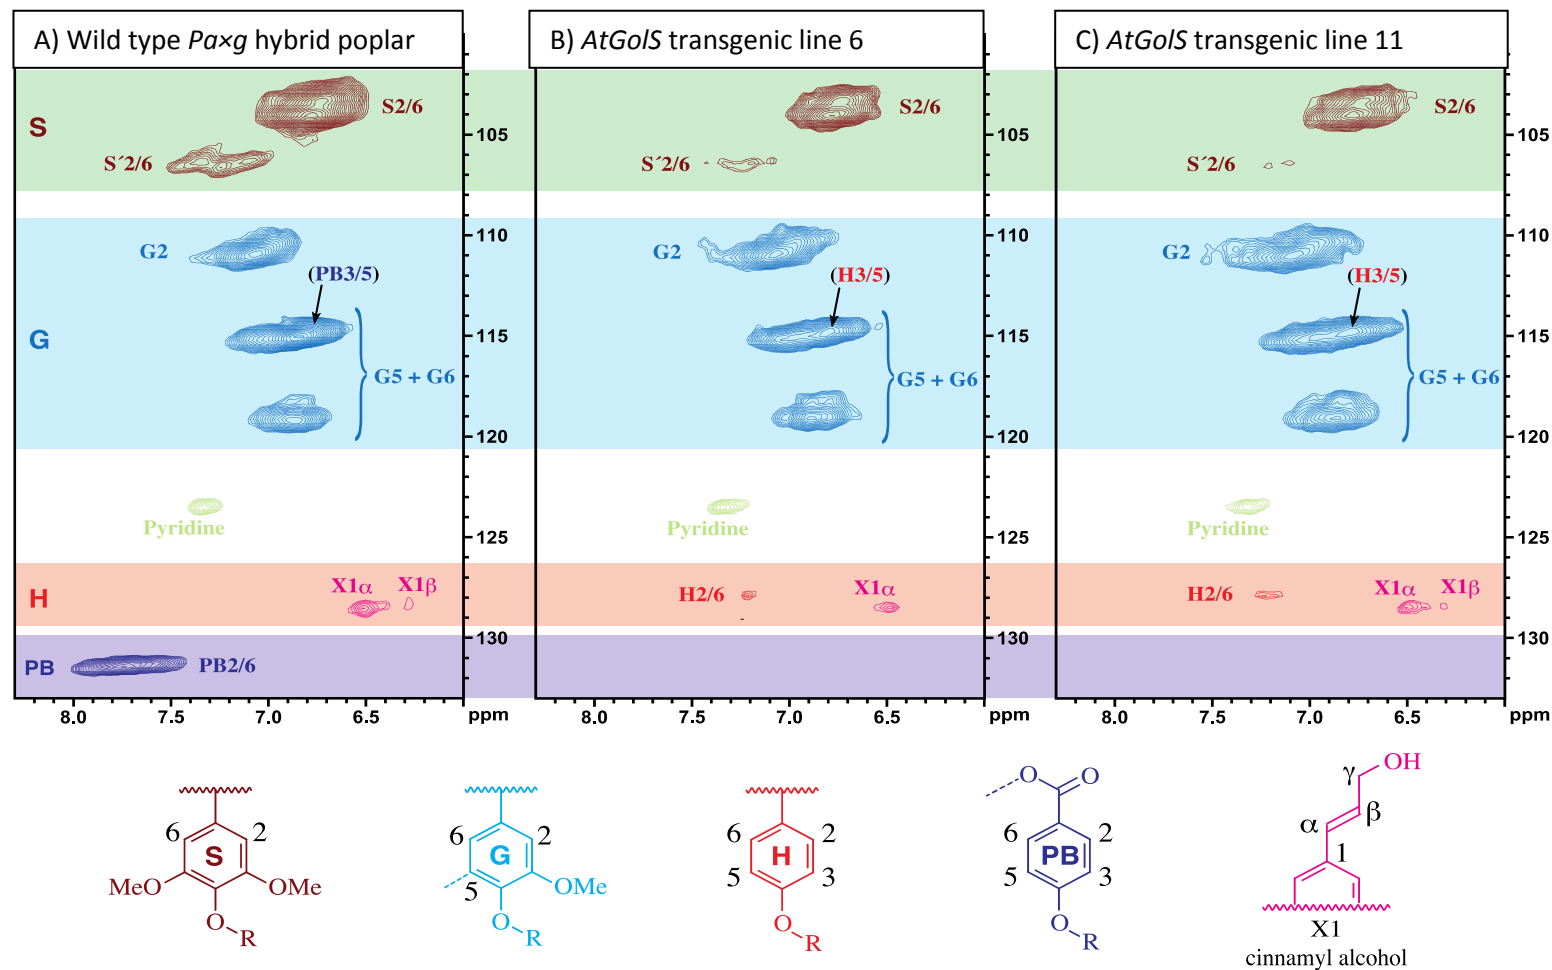 A) Wild type Pa×g hybrid poplar
B) AtGolS transgenic line 6
C) AtGolS transgenic line 11
S
S2/6
S´2/6
G
G2
(PB3/5)
G5 + G6
Pyridine
H
X1α
X1β
PB
PB2/6
105
110
115
120
125
130
8.0
7.5
7.0
6.5
ppm
S2/6
S´2/6
G2
(H3/5)
G5 + G6
Pyridine
H2/6
X1α
105
110
115
120
125
130
8.0
7.5
7.0
6.5
ppm
S2/6
S´2/6
G2
(H3/5)
G5 + G6
Pyridine
H2/6
X1α
X1β
105
110
115
120
125
130
8.0
7.5
7.0
6.5
ppm
6
2
S
MeO
OMe
O
R
6
2
G
5
OMe
O
R
6
2
H
5
3
O
R
O
O
6
2
PB
5
3
O
R
γ
OH
β
α
1
X1
cinnamyl alcohol